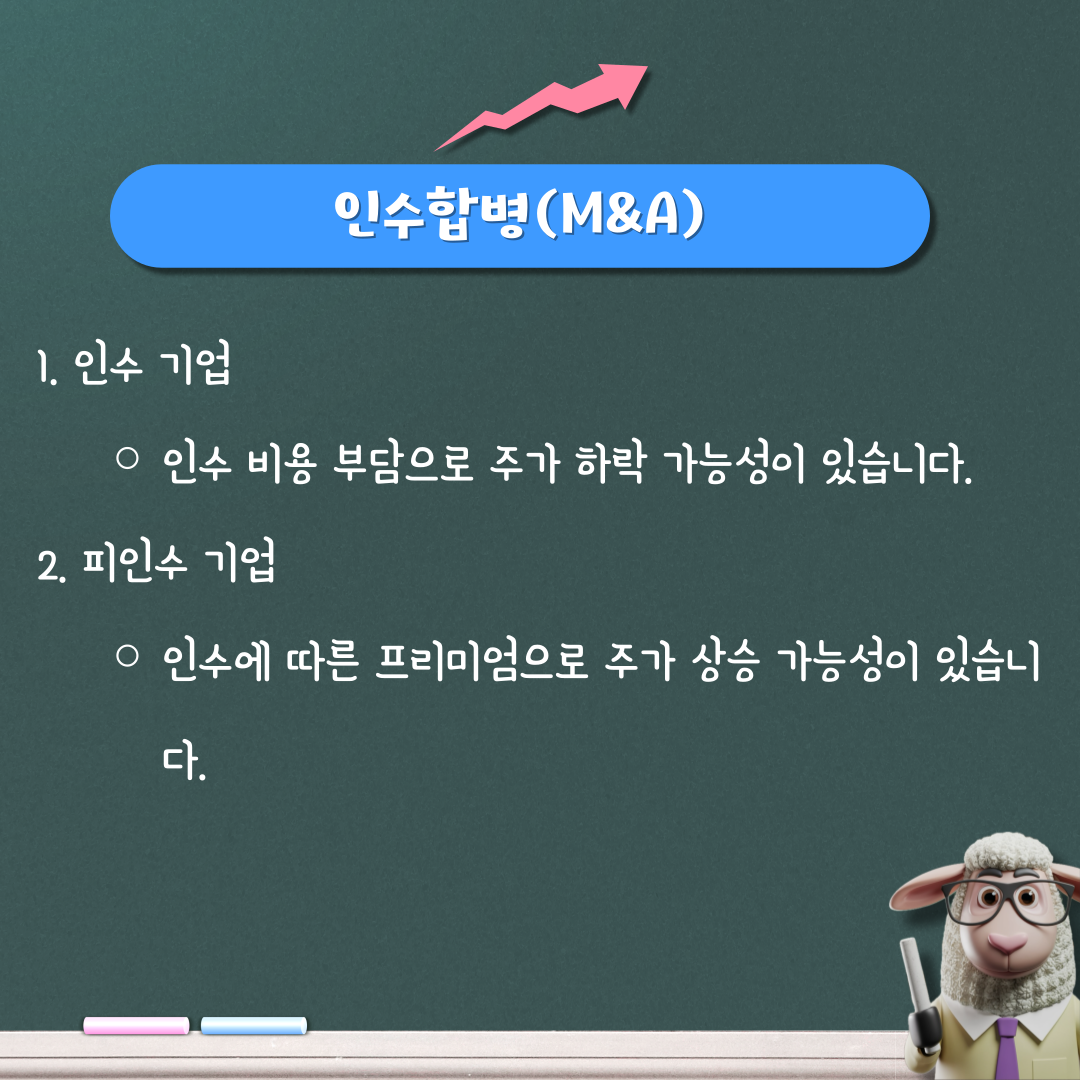 인수합병(M&A)
1. 인수 기업
○ 인수 비용 부담으로 주가 하락 가능성이 있습니다.
2. 피인수 기업
○ 인수에 따른 프리미엄으로 주가 상승 가능성이 있습니
다.